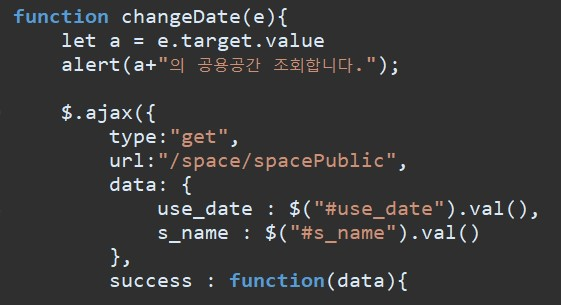 function changeDate(e){
let a = e.target.value
alert(a+"의 공용공간 조회합니다.");
$.ajax({
type:"get",
url:"/space/spacePublic",
data: {
use_date : $("#use_date").val(),
s_name : $("#s_name").val()
},
success : function(data){